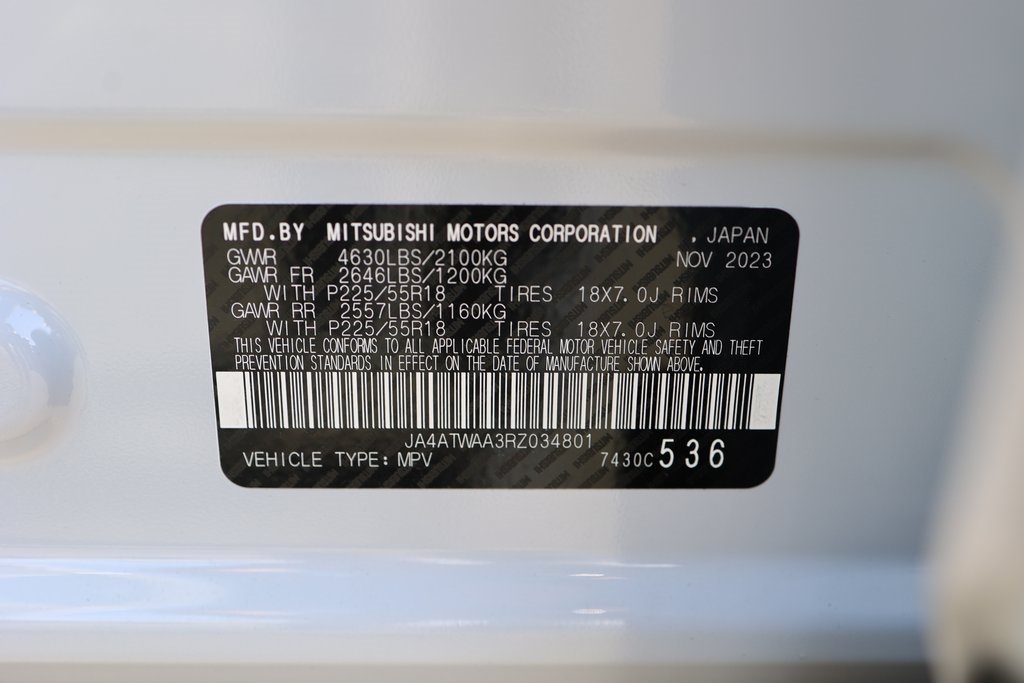 MFD.BY MITSUBISHI MOTORS CORPORATION , JAPAN
GWWR 4630LBS/2100KG NOV 2023
GAWR FR 2646LBS/1200KG
WITH P225/55R18 TIRES 18X7.0J RIMS
GAWR RR 2557LBS/1160KG
WITH P225/55R18 TIRES 18X7.0J RIMS
THIS VEHICLE CONFORMS TO ALL APPLICABLE FEDERAL MOTOR VEHICLE SAFETY AND THEFT
PREVENTION STANDARDS IN EFFECT ON THE DATE OF MANUFACTURE SHOWN ABOVE.
JA4ATWAA3RZ034801
VEHICLE TYPE: MPV 7430C 536